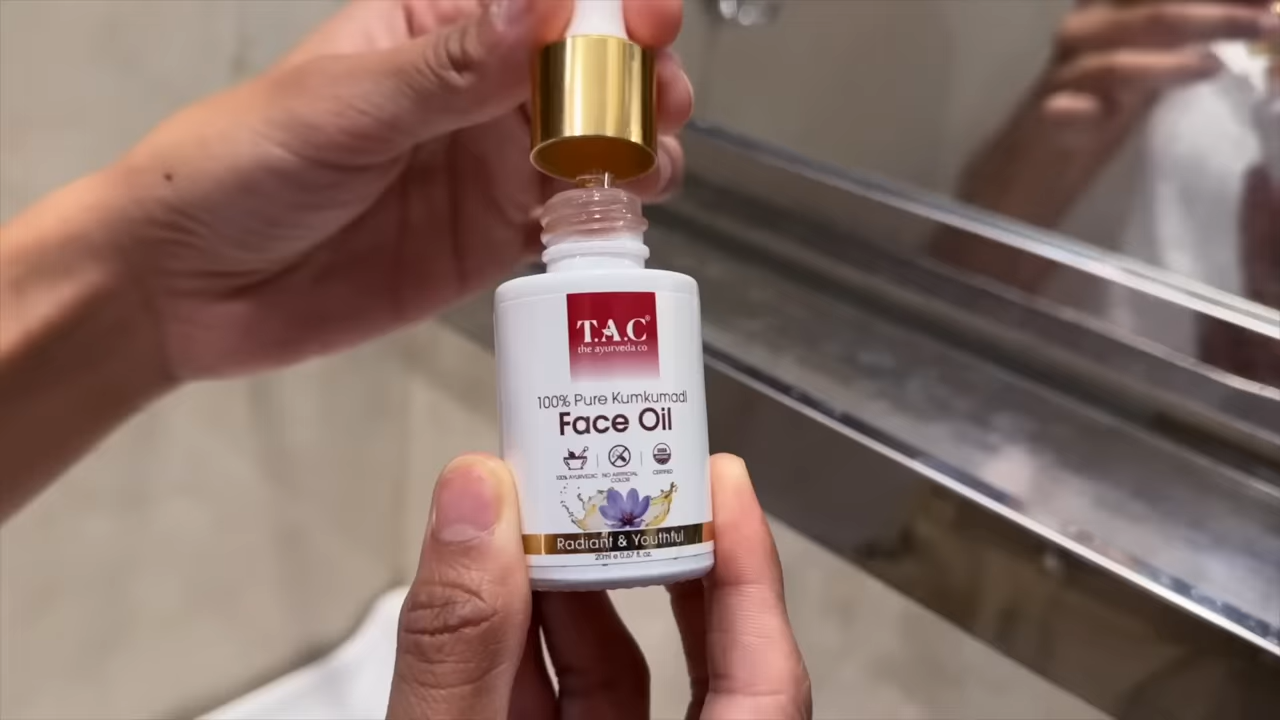 T.A.C®
the ayurveda co
100% Pure Kumkumadi
Face Oil
100% AYURVEDIC
NO ARTIFICIAL COLOR
CERTIFIED
Radiant & Youthful
20ml e 0.67 fl. oz.